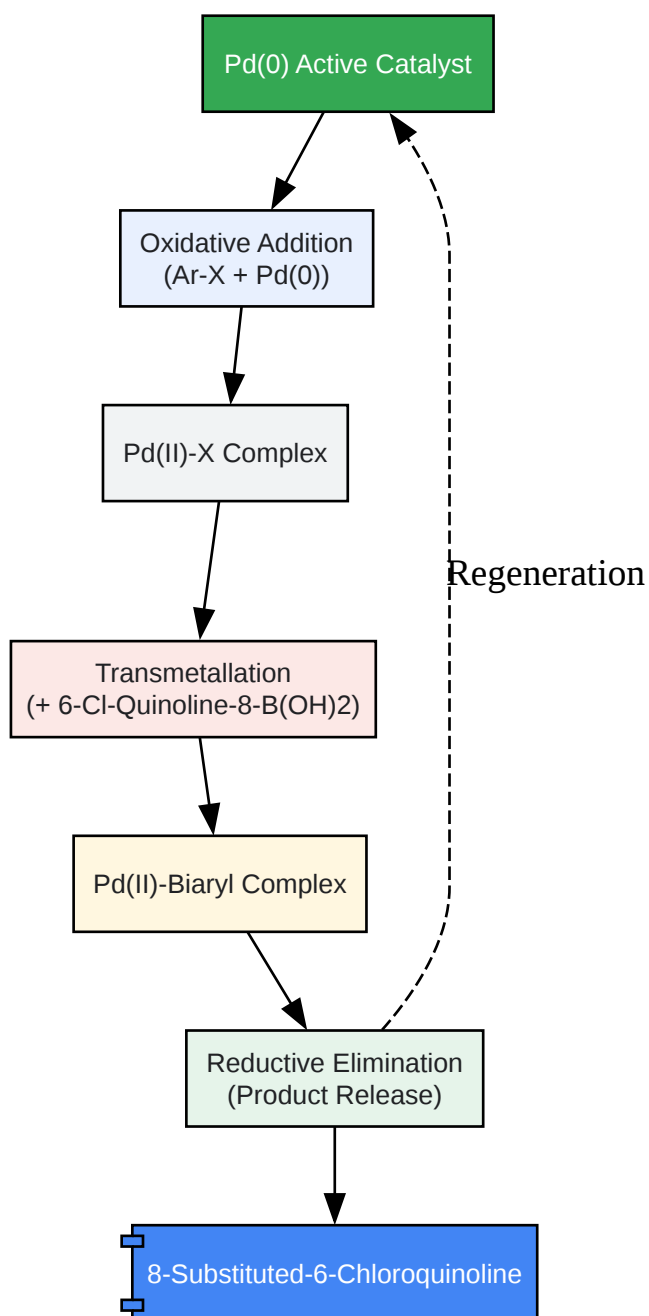 Pd(0) Active Catalyst
Oxidative Addition
(Ar-X + Pd(0))
Pd(II)-X Complex
Regeneration
Transmetallation
(+ 6-Cl-Quinoline-8-B(OH)2)
Pd(II)-Biaryl Complex
Reductive Elimination
(Product Release)
8-Substituted-6-Chloroquinoline